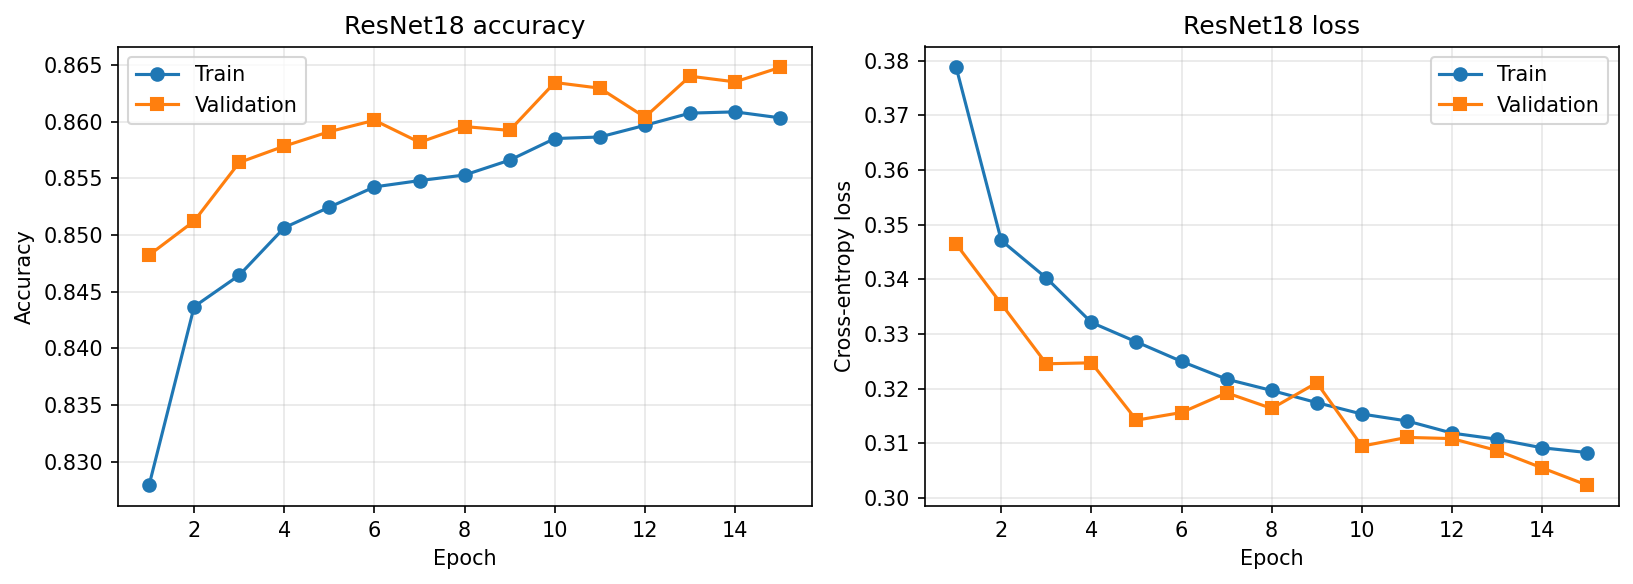 ResNet18 accuracy
Train
Validation
0.865
0.860
0.855
0.850
0.845
0.840
0.835
0.830
Accuracy
2 4 6 8 10 12 14
Epoch
ResNet18 loss
Train
Validation
0.38
0.37
0.36
0.35
0.34
0.33
0.32
0.31
0.30
Cross-entropy loss
2 4 6 8 10 12 14
Epoch